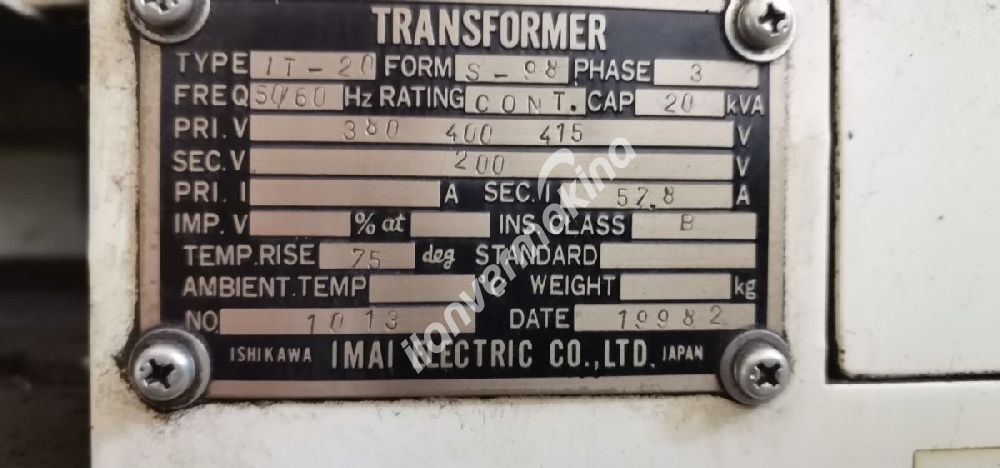 TRANSFORMER
TYPE IT-20 FORM S-98 PHASE 3
FREQ 50/60 Hz RATING CONT. CAP 20 kVA
PRI. V 380 400 415 V
SEC. V 200 V
PRI. I A SEC. I 57.8 A
IMP. V % at INS. CLASS B
TEMP. RISE 75 deg STANDARD
AMBIENT. TEMP °C WEIGHT kg
NO 1013 DATE 1998 2
ISHIKAWA IMAI ELECTRIC CO., LTD. JAPAN
ilanvermakina